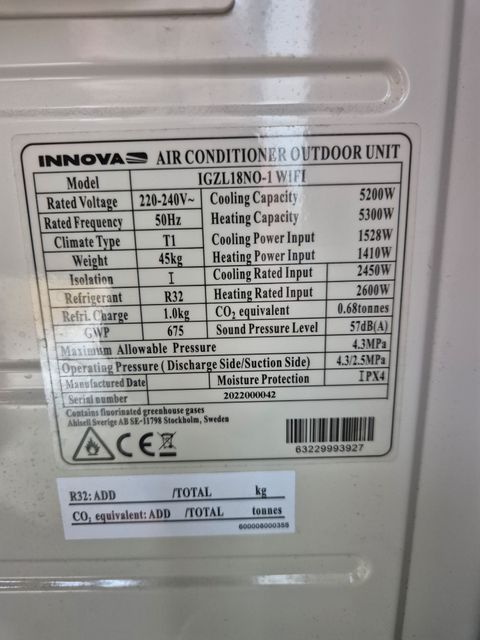 INNOVA AIR CONDITIONER OUTDOOR UNIT
Model IGZL18NO-1 WIFI
Rated Voltage 220-240V~ Cooling Capacity 5200W
Rated Frequency 50Hz Heating Capacity 5300W
Climate Type T1 Cooling Power Input 1528W
Weight 45kg Heating Power Input 1410W
Isolation I Cooling Rated Input 2450W
Refrigerant R32 Heating Rated Input 2600W
Refri. Charge 1.0kg CO₂ equivalent 0.68tonnes
GWP 675 Sound Pressure Level 57dB(A)
Maximum Allowable Pressure 4.3MPa
Operating Pressure ( Discharge Side/Suction Side) 4.3/2.5MPa
Manufactured Date Moisture Protection IPX4
Serial number 2022000042
Contains fluorinated greenhouse gases
Ahlsell Sverige AB SE-11798 Stockholm, Sweden
CE
63229993927
R32: ADD /TOTAL kg
CO₂ equivalent: ADD /TOTAL tonnes
600006000355